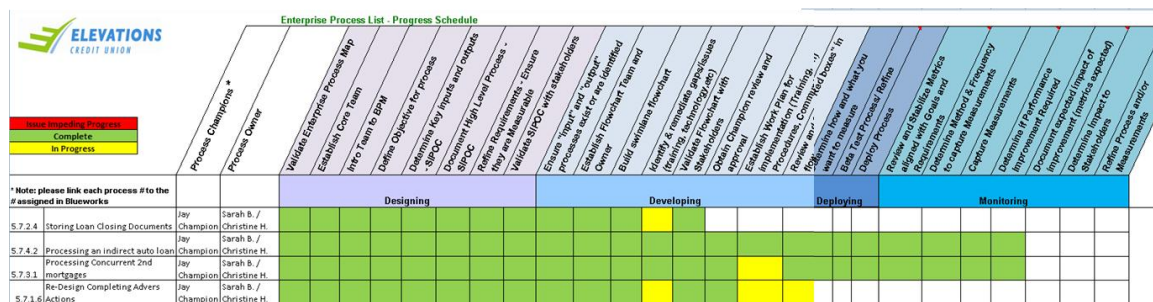 Enterprise Process List - Progress Schedule
ELEVATIONS
CREDIT UNION
Issue Impeding Progress
Complete
In Progress
Process Champions *
Process Owner
Validate Enterprise Process Map
Establish Core Team
Intro Team to BPM
Define Objective for process
Determine Key inputs and outputs
- SIPOC
Document High Level Process -
SIPOC
Refine Requirements - Ensure
they are Measurable
Validate SIPOC with stakeholders
Ensure "input" and "output"
processes exist or are identified
Establish Flowchart Team and
Owner
Build swimlane flowchart
Identify & remediate gaps/issues
(training, technology,etc)
Validate Flowchart with
Stakeholders
Obtain Champion review and
approval
Establish Work Plan for
implementation (Training,
Procedures, Committed
Review and
boxes" in
Determine how and what you
want to measure
Beta Test Process/ Refine
Deploy Process
Review and Stabilize Metrics
aligned with Goals and
Requirements
Determine Method & Frequency
to capture Measurements
Capture Measurements
Determine if Performance
Improvement Required
Document expected impact of
Improvement (metrics expected)
Determine Impact to
Stakeholders
Refine Process and/or
Measurements
* Note: please link each process # to the
# assigned in Blueworks
Designing
Developing
Deploying
Monitoring
5.7.2.4 Storing Loan Closing Documents Jay Champion Sarah B. / Christine H.
5.7.4.2 Processing an indirect auto loan Jay Champion Sarah B. / Christine H.
5.7.3.1 Processing Concurrent 2nd mortgages Jay Champion Sarah B. / Christine H.
5.7.1.6 Re-Design Completing Advers Actions Jay Champion Sarah B. / Christine H.